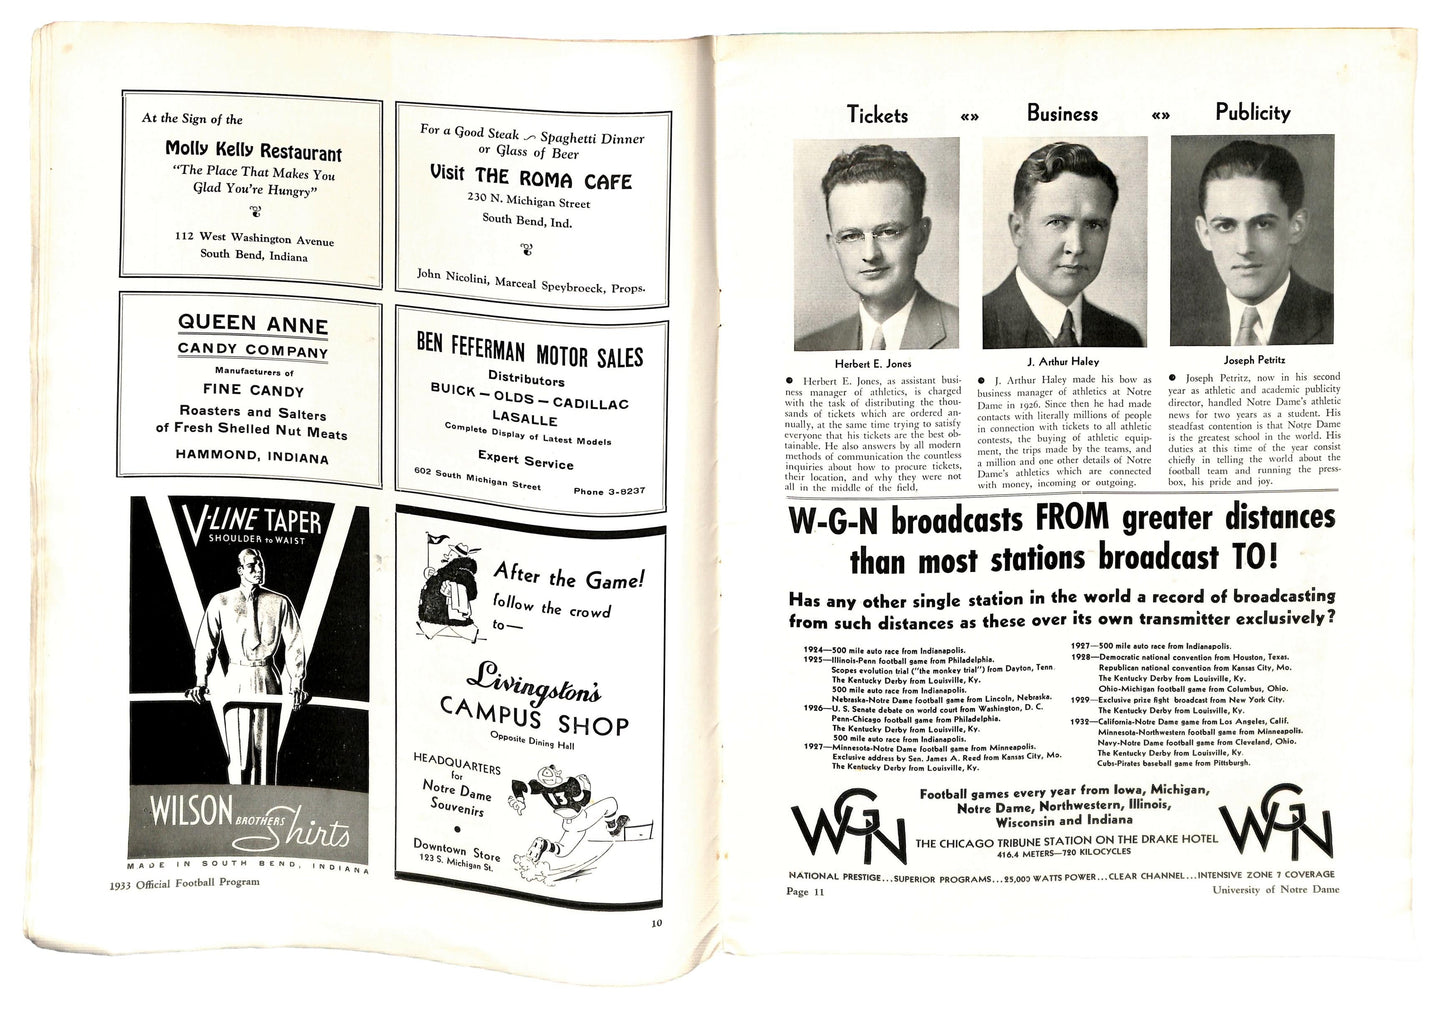 At the Sign of the
Molly Kelly Restaurant
"The Place That Makes You
Glad You're Hungry"
112 West Washington Avenue
South Bend, Indiana
For a Good Steak ~ Spaghetti Dinner
or Glass of Beer
Visit THE ROMA CAFE
230 N. Michigan Street
South Bend, Ind.
John Nicolini, Marceal Speybroeck, Props.
QUEEN ANNE
CANDY COMPANY
Manufacturers of
FINE CANDY
Roasters and Salters
of Fresh Shelled Nut Meats
HAMMOND, INDIANA
BEN FEFERMAN MOTOR SALES
Distributors
BUICK — OLDS — CADILLAC
LASALLE
Complete Display of Latest Models
Expert Service
602 South Michigan Street Phone 3-8237
V-LINE TAPER
SHOULDER to WAIST
WILSON BROTHERS Shirts
MADE IN SOUTH BEND, INDIANA
After the Game!
follow the crowd
to—
Livingston's
CAMPUS SHOP
Opposite Dining Hall
HEADQUARTERS
for
Notre Dame
Souvenirs
•
Downtown Store
123 S. Michigan St.
13
1933 Official Football Program
10
Tickets «» Business «» Publicity
Herbert E. Jones
● Herbert E. Jones, as assistant busi-
ness manager of athletics, is charged
with the task of distributing the thou-
sands of tickets which are ordered an-
nually, at the same time trying to satisfy
everyone that his tickets are the best ob-
tainable. He also answers by all modern
methods of communication the countless
inquiries about how to procure tickets,
their location, and why they were not
all in the middle of the field.
J. Arthur Haley
● J. Arthur Haley made his bow as
business manager of athletics at Notre
Dame in 1926. Since then he had made
contacts with literally millions of people
in connection with tickets to all athletic
contests, the buying of athletic equip-
ment, the trips made by the teams, and
a million and one other details of Notre
Dame's athletics which are connected
with money, incoming or outgoing.
Joseph Petritz
● Joseph Petritz, now in his second
year as athletic and academic publicity
director, handled Notre Dame's athletic
news for two years as a student. His
steadfast contention is that Notre Dame
is the greatest school in the world. His
duties at this time of the year consist
chiefly in telling the world about the
football team and running the press-
box, his pride and joy.
W-G-N broadcasts FROM greater distances
than most stations broadcast TO!
Has any other single station in the world a record of broadcasting
from such distances as these over its own transmitter exclusively?
1924—500 mile auto race from Indianapolis.
1925—Illinois-Penn football game from Philadelphia.
Scopes evolution trial ("the monkey trial") from Dayton, Tenn.
The Kentucky Derby from Louisville, Ky.
500 mile auto race from Indianapolis.
Nebraska-Notre Dame football game from Lincoln, Nebraska.
1926—U. S. Senate debate on world court from Washington, D. C.
Penn-Chicago football game from Philadelphia.
The Kentucky Derby from Louisville, Ky.
500 mile auto race from Indianapolis.
1927—Minnesota-Notre Dame football game from Minneapolis.
Exclusive address by Sen. James A. Reed from Kansas City, Mo.
The Kentucky Derby from Louisville, Ky.
1927—500 mile auto race from Indianapolis.
1928—Democratic national convention from Houston, Texas.
Republican national convention from Kansas City, Mo.
The Kentucky Derby from Louisville, Ky.
Ohio-Michigan football game from Columbus, Ohio.
1929—Exclusive prize fight broadcast from New York City.
The Kentucky Derby from Louisville, Ky.
1932—California-Notre Dame game from Los Angeles, Calif.
Minnesota-Northwestern football game from Minneapolis.
Navy-Notre Dame football game from Cleveland, Ohio.
The Kentucky Derby from Louisville, Ky.
Cubs-Pirates baseball game from Pittsburgh.
WGN
Football games every year from Iowa, Michigan,
Notre Dame, Northwestern, Illinois,
Wisconsin and Indiana
THE CHICAGO TRIBUNE STATION ON THE DRAKE HOTEL
416.4 METERS—720 KILOCYCLES
WGN
NATIONAL PRESTIGE...SUPERIOR PROGRAMS...25,000 WATTS POWER...CLEAR CHANNEL...INTENSIVE ZONE 7 COVERAGE
Page 11 University of Notre Dame